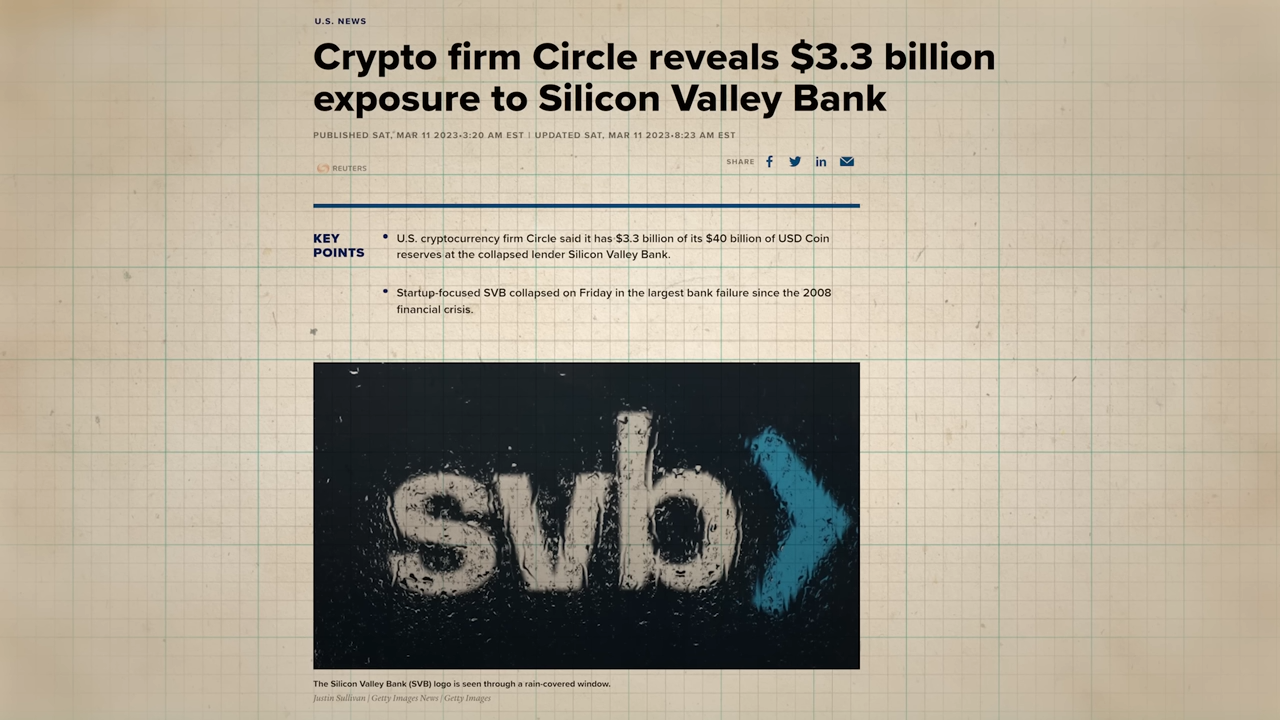 U.S. NEWS
Crypto firm Circle reveals $3.3 billion
exposure to Silicon Valley Bank
PUBLISHED SAT, MAR 11 2023•3:20 AM EST | UPDATED SAT, MAR 11 2023•8:23 AM EST
REUTERS
SHARE
KEY
POINTS
• U.S. cryptocurrency firm Circle said it has $3.3 billion of its $40 billion of USD Coin
reserves at the collapsed lender Silicon Valley Bank.
• Startup-focused SVB collapsed on Friday in the largest bank failure since the 2008
financial crisis.
svb
The Silicon Valley Bank (SVB) logo is seen through a rain-covered window.
Justin Sullivan | Getty Images News | Getty Images